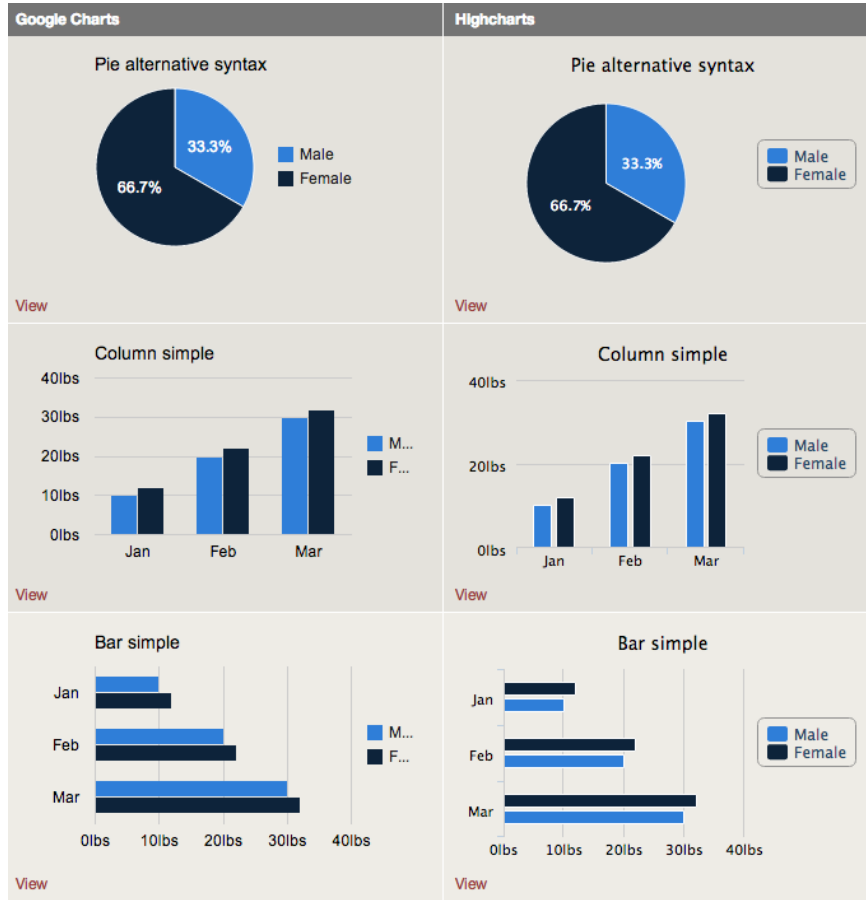 Google Charts
Highcharts
Pie alternative syntax
33.3%
66.7%
Male
Female
View
Pie alternative syntax
33.3%
66.7%
Male
Female
View
Column simple
40lbs
30lbs
20lbs
10lbs
0lbs
Jan Feb Mar
M...
F...
View
Column simple
40lbs
20lbs
0lbs
Jan Feb Mar
Male
Female
View
Bar simple
Jan
Feb
Mar
0lbs 10lbs 20lbs 30lbs 40lbs
M...
F...
View
Bar simple
Jan
Feb
Mar
0lbs 10lbs 20lbs 30lbs 40lbs
Male
Female
View